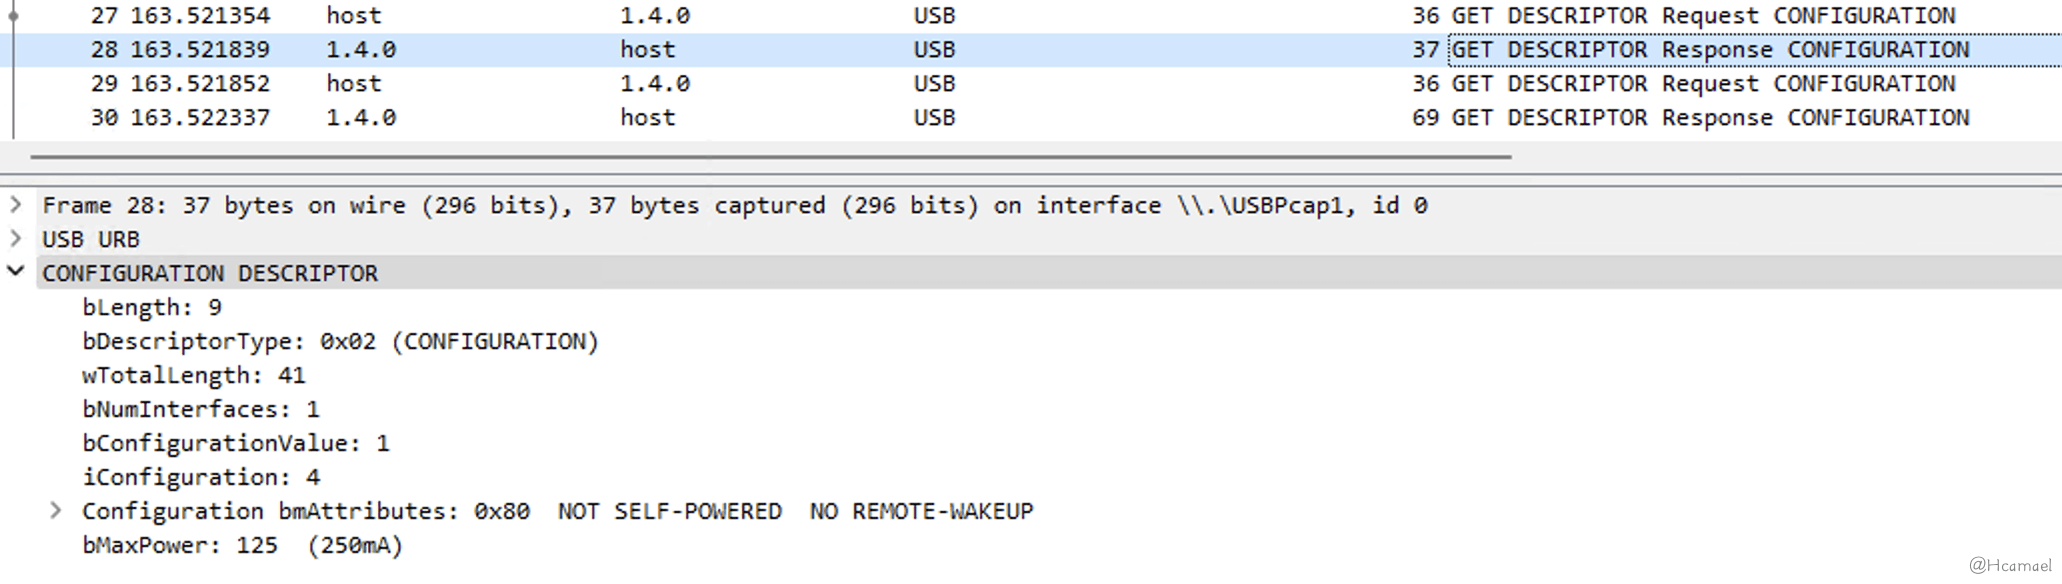 27 163.521354 host 1.4.0 USB 36 GET DESCRIPTOR Request CONFIGURATION
28 163.521839 1.4.0 host USB 37 GET DESCRIPTOR Response CONFIGURATION
29 163.521852 host 1.4.0 USB 36 GET DESCRIPTOR Request CONFIGURATION
30 163.522337 1.4.0 host USB 69 GET DESCRIPTOR Response CONFIGURATION
Frame 28: 37 bytes on wire (296 bits), 37 bytes captured (296 bits) on interface \\.\USBPcap1, id 0
USB URB
CONFIGURATION DESCRIPTOR
bLength: 9
bDescriptorType: 0x02 (CONFIGURATION)
wTotalLength: 41
bNumInterfaces: 1
bConfigurationValue: 1
iConfiguration: 4
Configuration bmAttributes: 0x80 NOT SELF-POWERED NO REMOTE-WAKEUP
bMaxPower: 125 (250mA)
@Hcamael